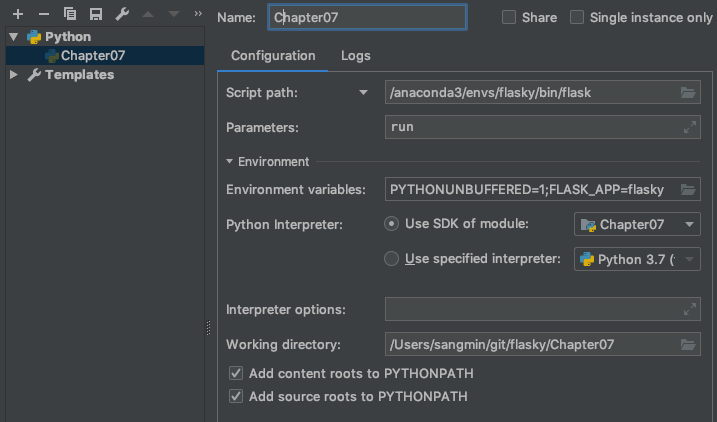 Name: Chapter07 Share Single instance only
Python
Chapter07
Templates
Configuration Logs
Script path: /anaconda3/envs/flasky/bin/flask
Parameters: run
Environment
Environment variables: PYTHONUNBUFFERED=1;FLASK_APP=flasky
Python Interpreter: Use SDK of module: Chapter07
Use specified interpreter: Python 3.7 (
Interpreter options:
Working directory: /Users/sangmin/git/flasky/Chapter07
Add content roots to PYTHONPATH
Add source roots to PYTHONPATH